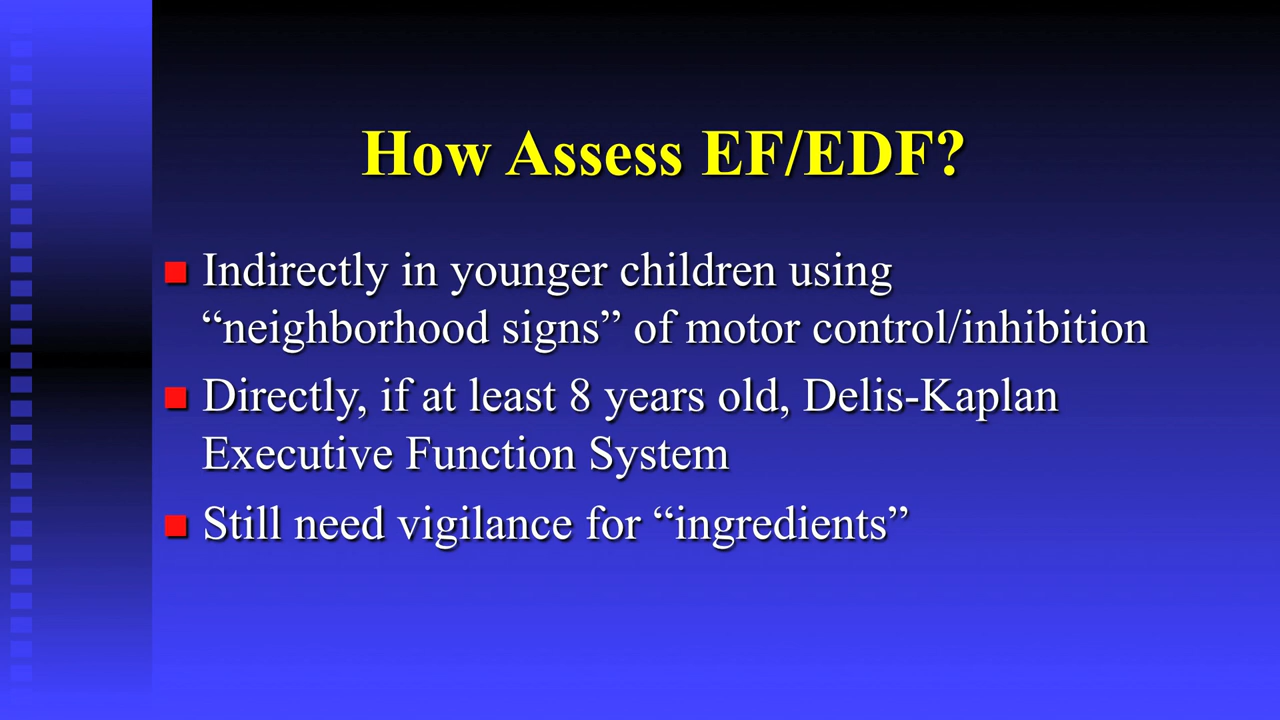 How Assess EF/EDF?
Indirectly in younger children using
“neighborhood signs” of motor control/inhibition
Directly, if at least 8 years old, Delis-Kaplan
Executive Function System
Still need vigilance for “ingredients”